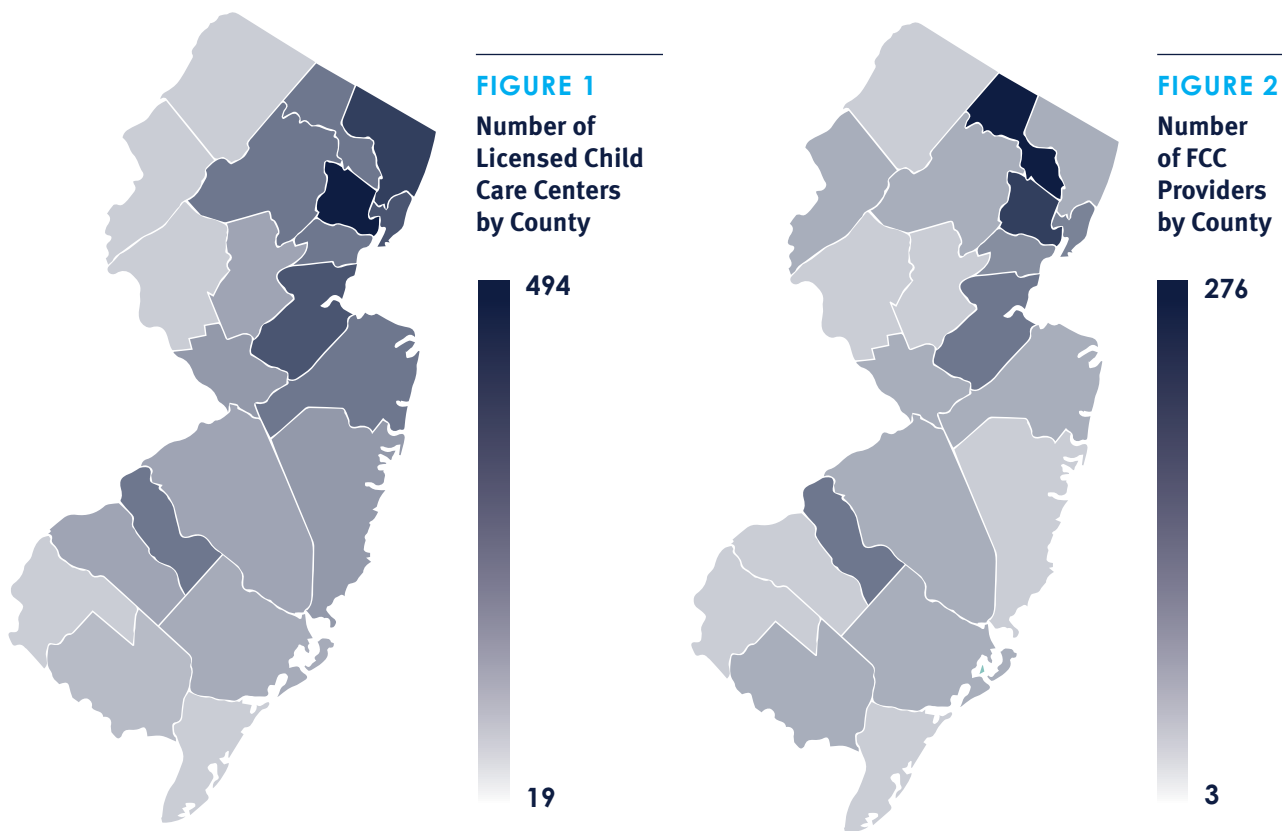 FIGURE 1
Number of
Licensed Child
Care Centers
by County
494
19
FIGURE 2
Number
of FCC
Providers
by County
276
3